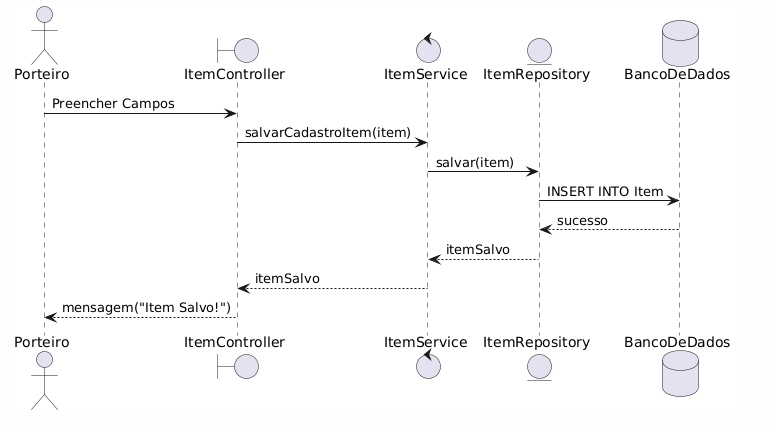 Porteiro
ItemController
ItemService
ItemRepository
BancoDeDados
Preencher Campos
salvarCadastroItem(item)
salvar(item)
INSERT INTO Item
sucesso
itemSalvo
itemSalvo
mensagem("Item Salvo!")
Porteiro
ItemController
ItemService
ItemRepository
BancoDeDados